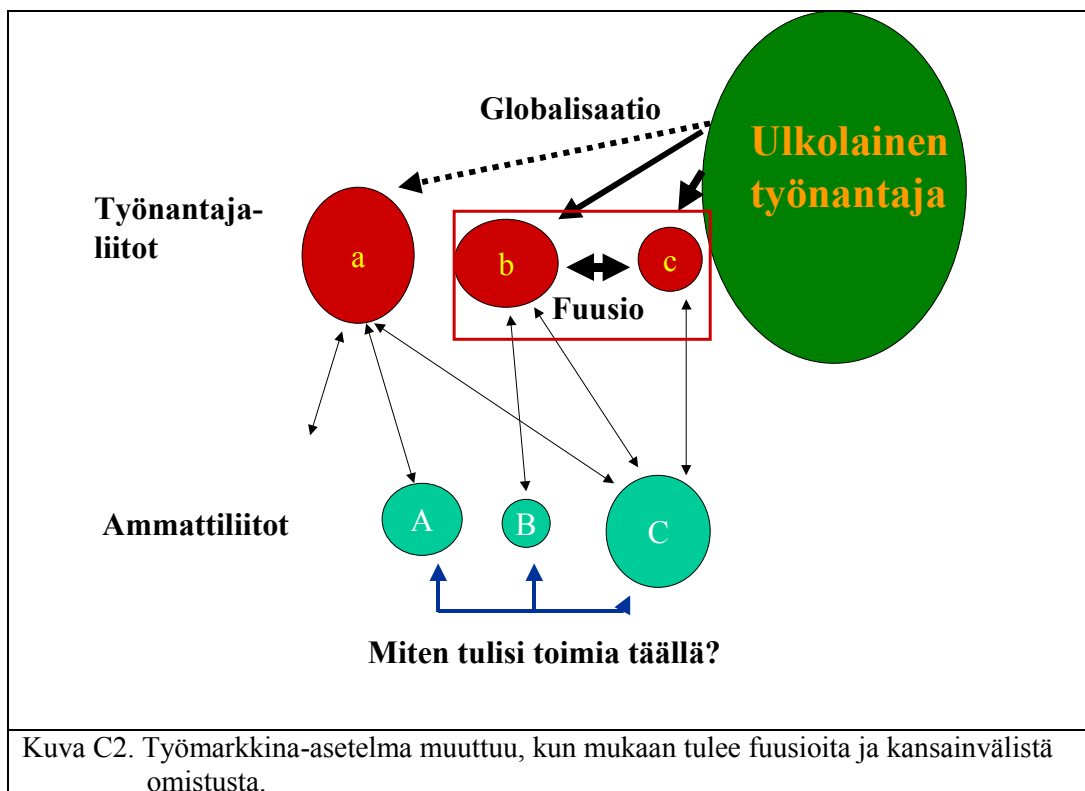 Globalisaatio
Ulkolainen
työnantaja
Työnantaja-
liitot
a
b
c
Fuusio
Ammattiliitot
A
B
C
Miten tulisi toimia täällä?
Kuva C2. Työmarkkina-asetelma muuttuu, kun mukaan tulee fuusioita ja kansainvälistä
omistusta.